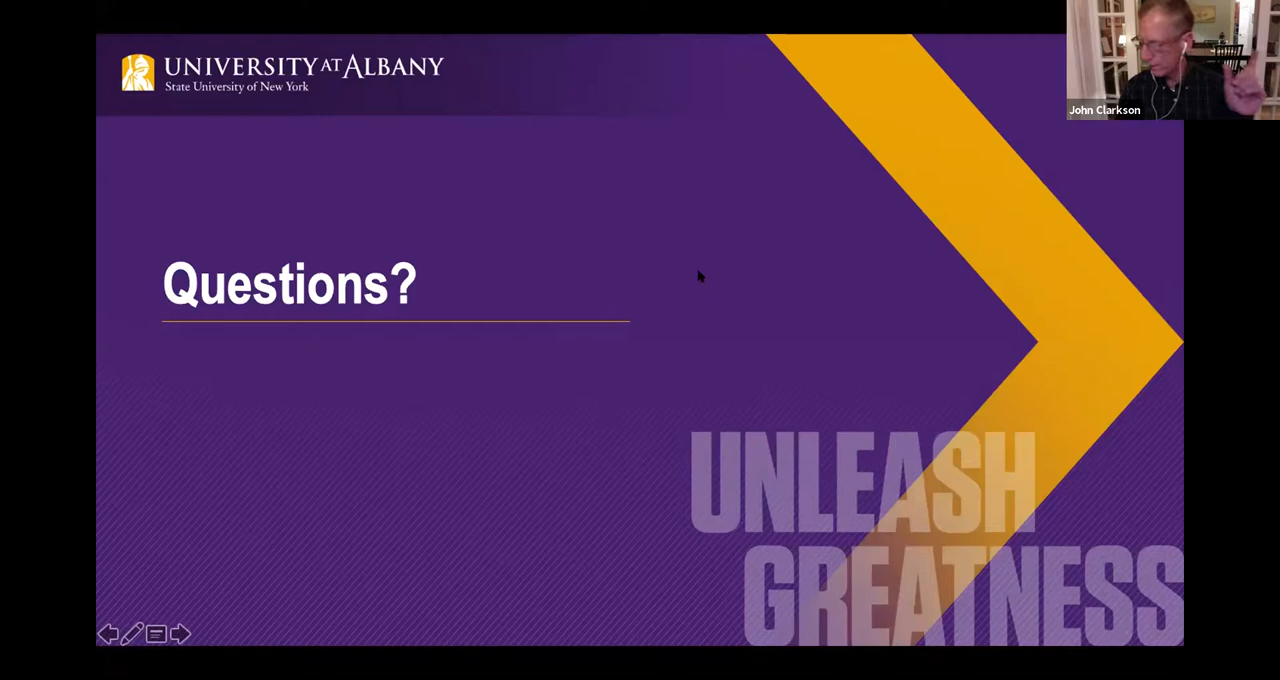 UNIVERSITY AT ALBANY
State University of New York
John Clarkson
Questions?
UNLEASH
GREATNESS